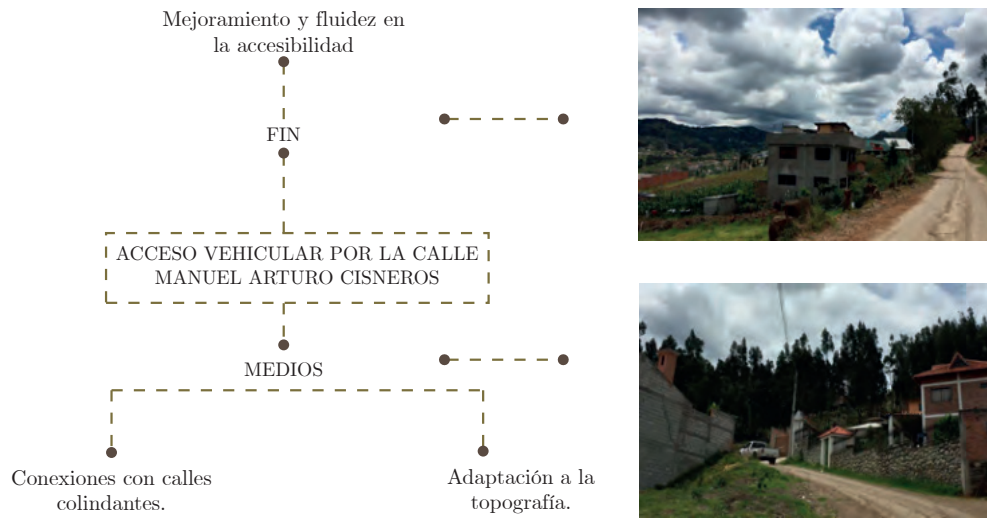 Mejoramiento y fluidez en
la accesibilidad
FIN
ACCESO VEHICULAR POR LA CALLE
MANUEL ARTURO CISNEROS
MEDIOS
Conexiones con calles
colindantes.
Adaptación a la
topografía.